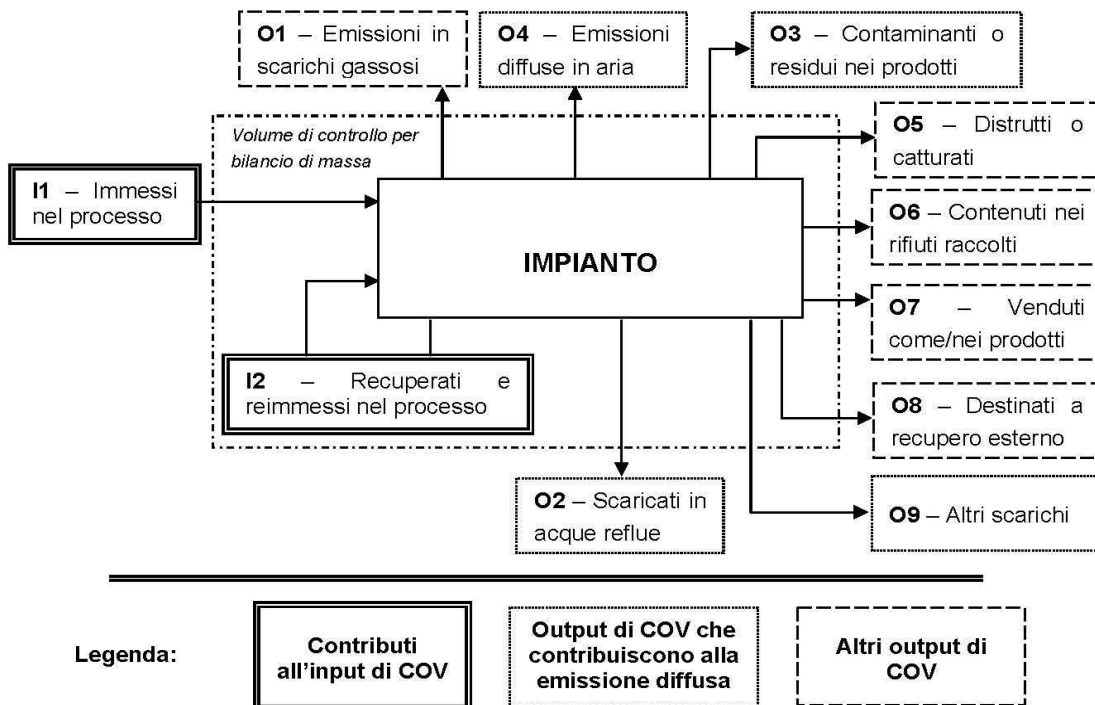 O1 – Emissioni in
scarichi gassosi
O4 – Emissioni
diffuse in aria
O3 – Contaminanti o
residui nei prodotti
Volume di controllo per
bilancio di massa
O5 – Distrutti o
catturati
I1 – Immessi
nel processo
O6 – Contenuti nei
rifiuti raccolti
IMPIANTO
O7 – Venduti
come/nei prodotti
I2 – Recuperati e
reimmessi nel processo
O8 – Destinati a
recupero esterno
O2 – Scaricati in
acque reflue
O9 – Altri scarichi
Legenda:
Contributi
all'input di COV
Output di COV che
contribuiscono alla
emissione diffusa
Altri output di
COV